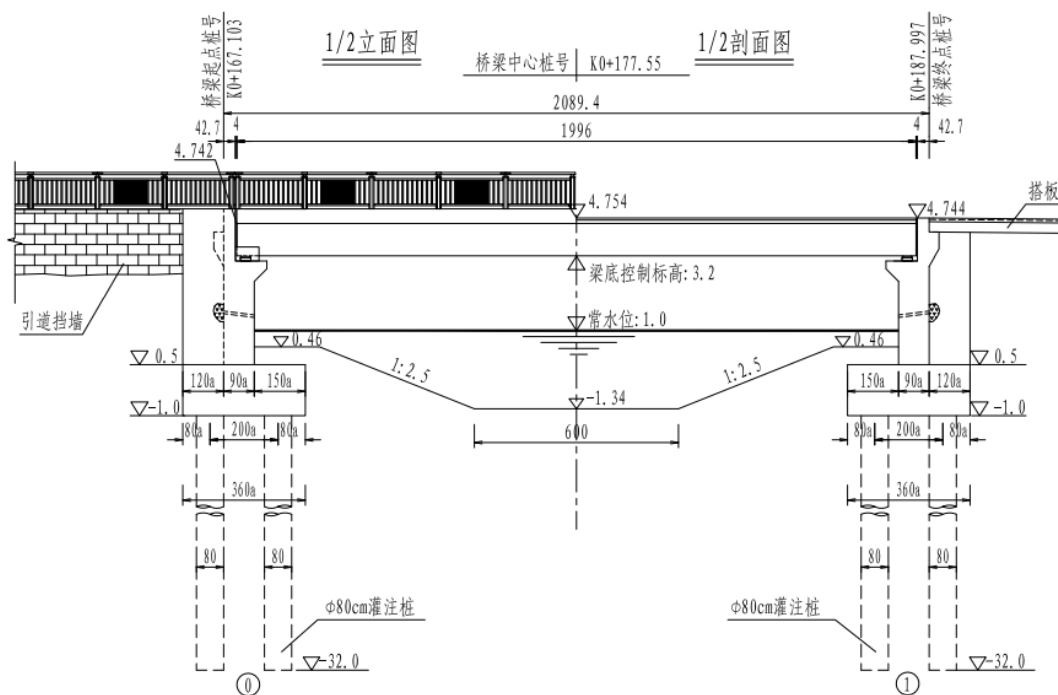 桥梁起点桩号
K0+167.103
1/2立面图
桥梁中心桩号 K0+177.55
1/2剖面图
K0+187.997
桥梁终点桩号
2089.4
42.7
4
1996
4
42.7
4.742
4.754
4.744
搭板
梁底控制标高:3.2
引道挡墙
常水位:1.0
0.46
0.46
0.5
1:2.5
1:2.5
0.5
120a
90a
150a
150a
90a
120a
-1.34
-1.0
-1.0
80a
200a
80a
600
80a
200a
80a
360a
360a
80
80
80
80
Φ80cm灌注桩
Φ80cm灌注桩
-32.0
-32.0
0
1